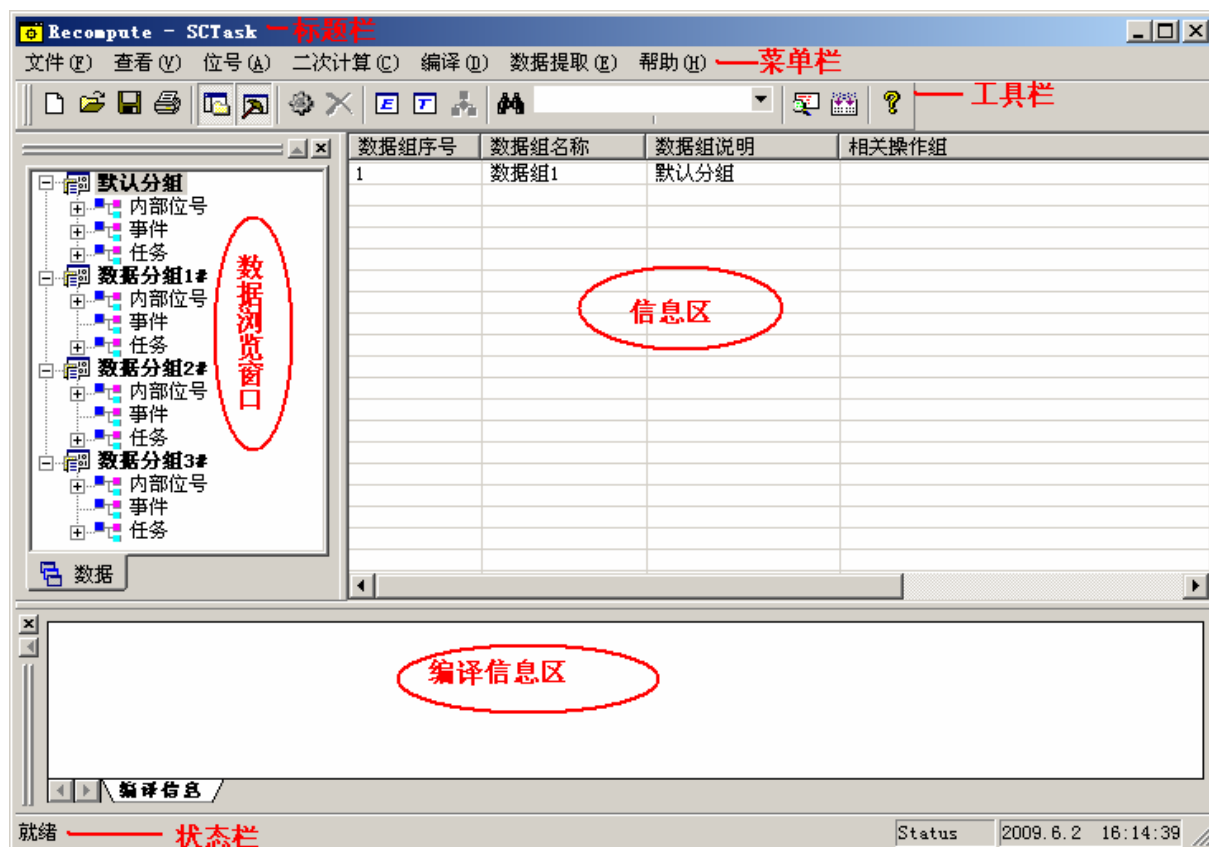 Recompute - SCTask 标题栏
文件(F) 查看(V) 位号(A) 二次计算(C) 编译(D) 数据提取(E) 帮助(H) 菜单栏
E T ? 工具栏
数据组序号 数据组名称 数据组说明 相关操作组
1 数据组1 默认分组
默认分组
内部位号
事件
任务
数据分组1#
内部位号
事件
任务
数据分组2#
内部位号
事件
任务
数据分组3#
内部位号
事件
任务
数据浏览窗口
信息区
数据
编译信息区
编译信息
就绪 状态栏 Status 2009.6.2 16:14:39